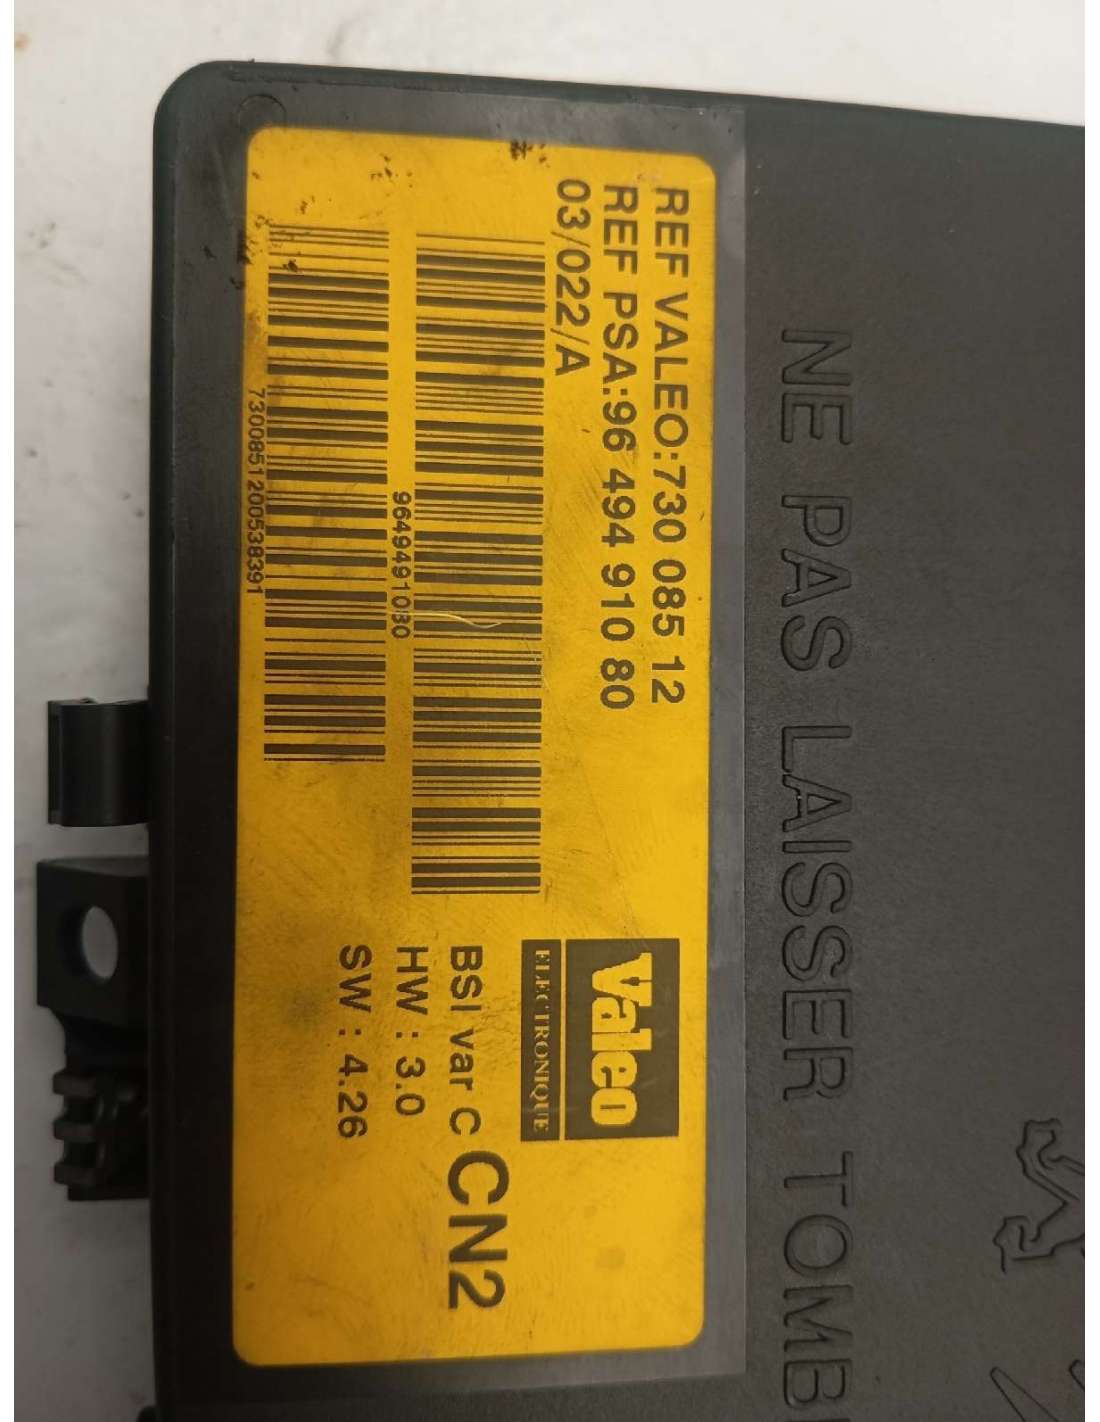 NE PAS LAISSER TOMB
REF VALEO:730 085 12
REF PSA:96 494 910 80
03/022/A
9649491080
7300851200538391
Valeo
ELECTRONIQUE
BSI var C CN2
HW : 3.0
SW : 4.26